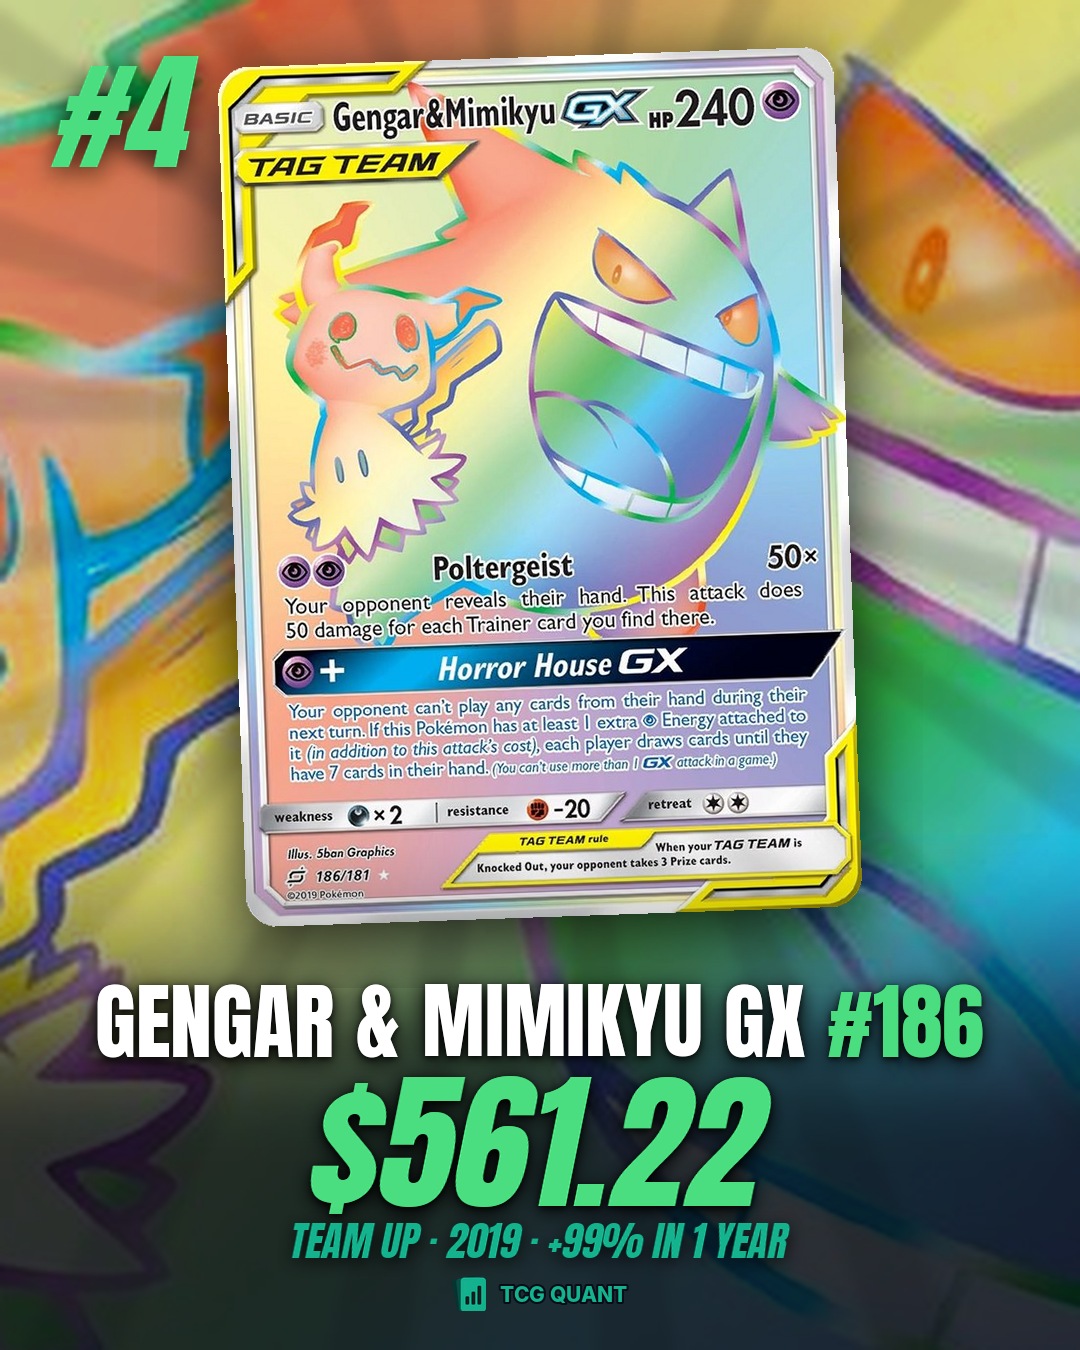 #4
BASIC Gengar&Mimikyu GX HP240
TAG TEAM
Poltergeist 50×
Your opponent reveals their hand. This attack does
50 damage for each Trainer card you find there.
+ Horror House GX
Your opponent can't play any cards from their hand during their
next turn. If this Pokémon has at least 1 extra Energy attached to
it (in addition to this attack's cost), each player draws cards until they
have 7 cards in their hand. (You can't use more than 1 GX attack in a game.)
weakness ×2 resistance -20 retreat
TAG TEAM rule When your TAG TEAM is
Knocked Out, your opponent takes 3 Prize cards.
Illus. 5ban Graphics
186/181
©2019 Pokémon
GENGAR & MIMIKYU GX #186
$561.22
TEAM UP · 2019 · +99% IN 1 YEAR
TCG QUANT